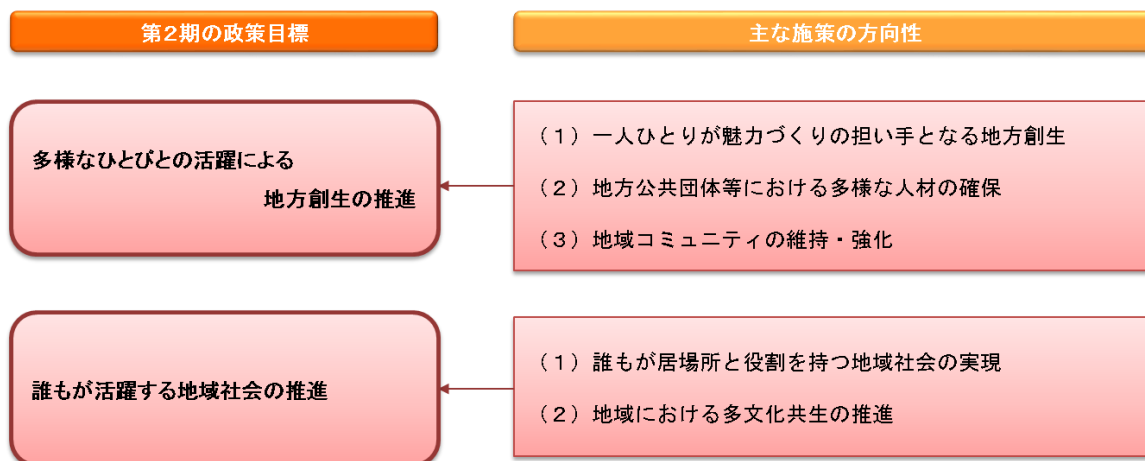 第2期の政策目標
主な施策の方向性
多様なひとびとの活躍による
地方創生の推進
（１）一人ひとりが魅力づくりの担い手となる地方創生
（２）地方公共団体等における多様な人材の確保
（３）地域コミュニティの維持・強化
誰もが活躍する地域社会の推進
（１）誰もが居場所と役割を持つ地域社会の実現
（２）地域における多文化共生の推進